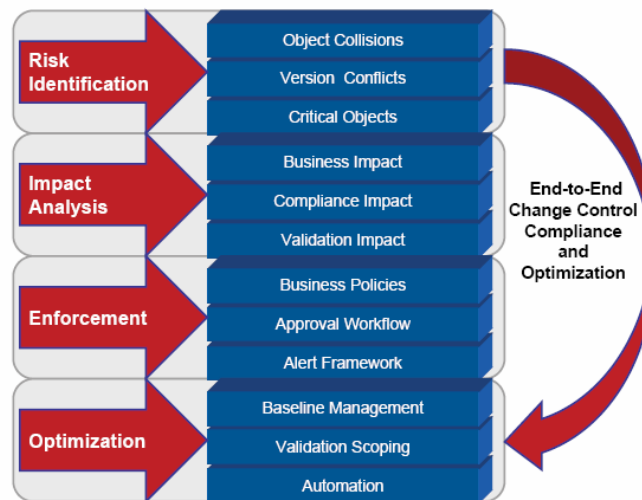 Risk
Identification
Object Collisions
Version Conflicts
Critical Objects
Impact
Analysis
Business Impact
Compliance Impact
Validation Impact
Enforcement
Business Policies
Approval Workflow
Alert Framework
Optimization
Baseline Management
Validation Scoping
Automation
End-to-End
Change Control
Compliance
and
Optimization